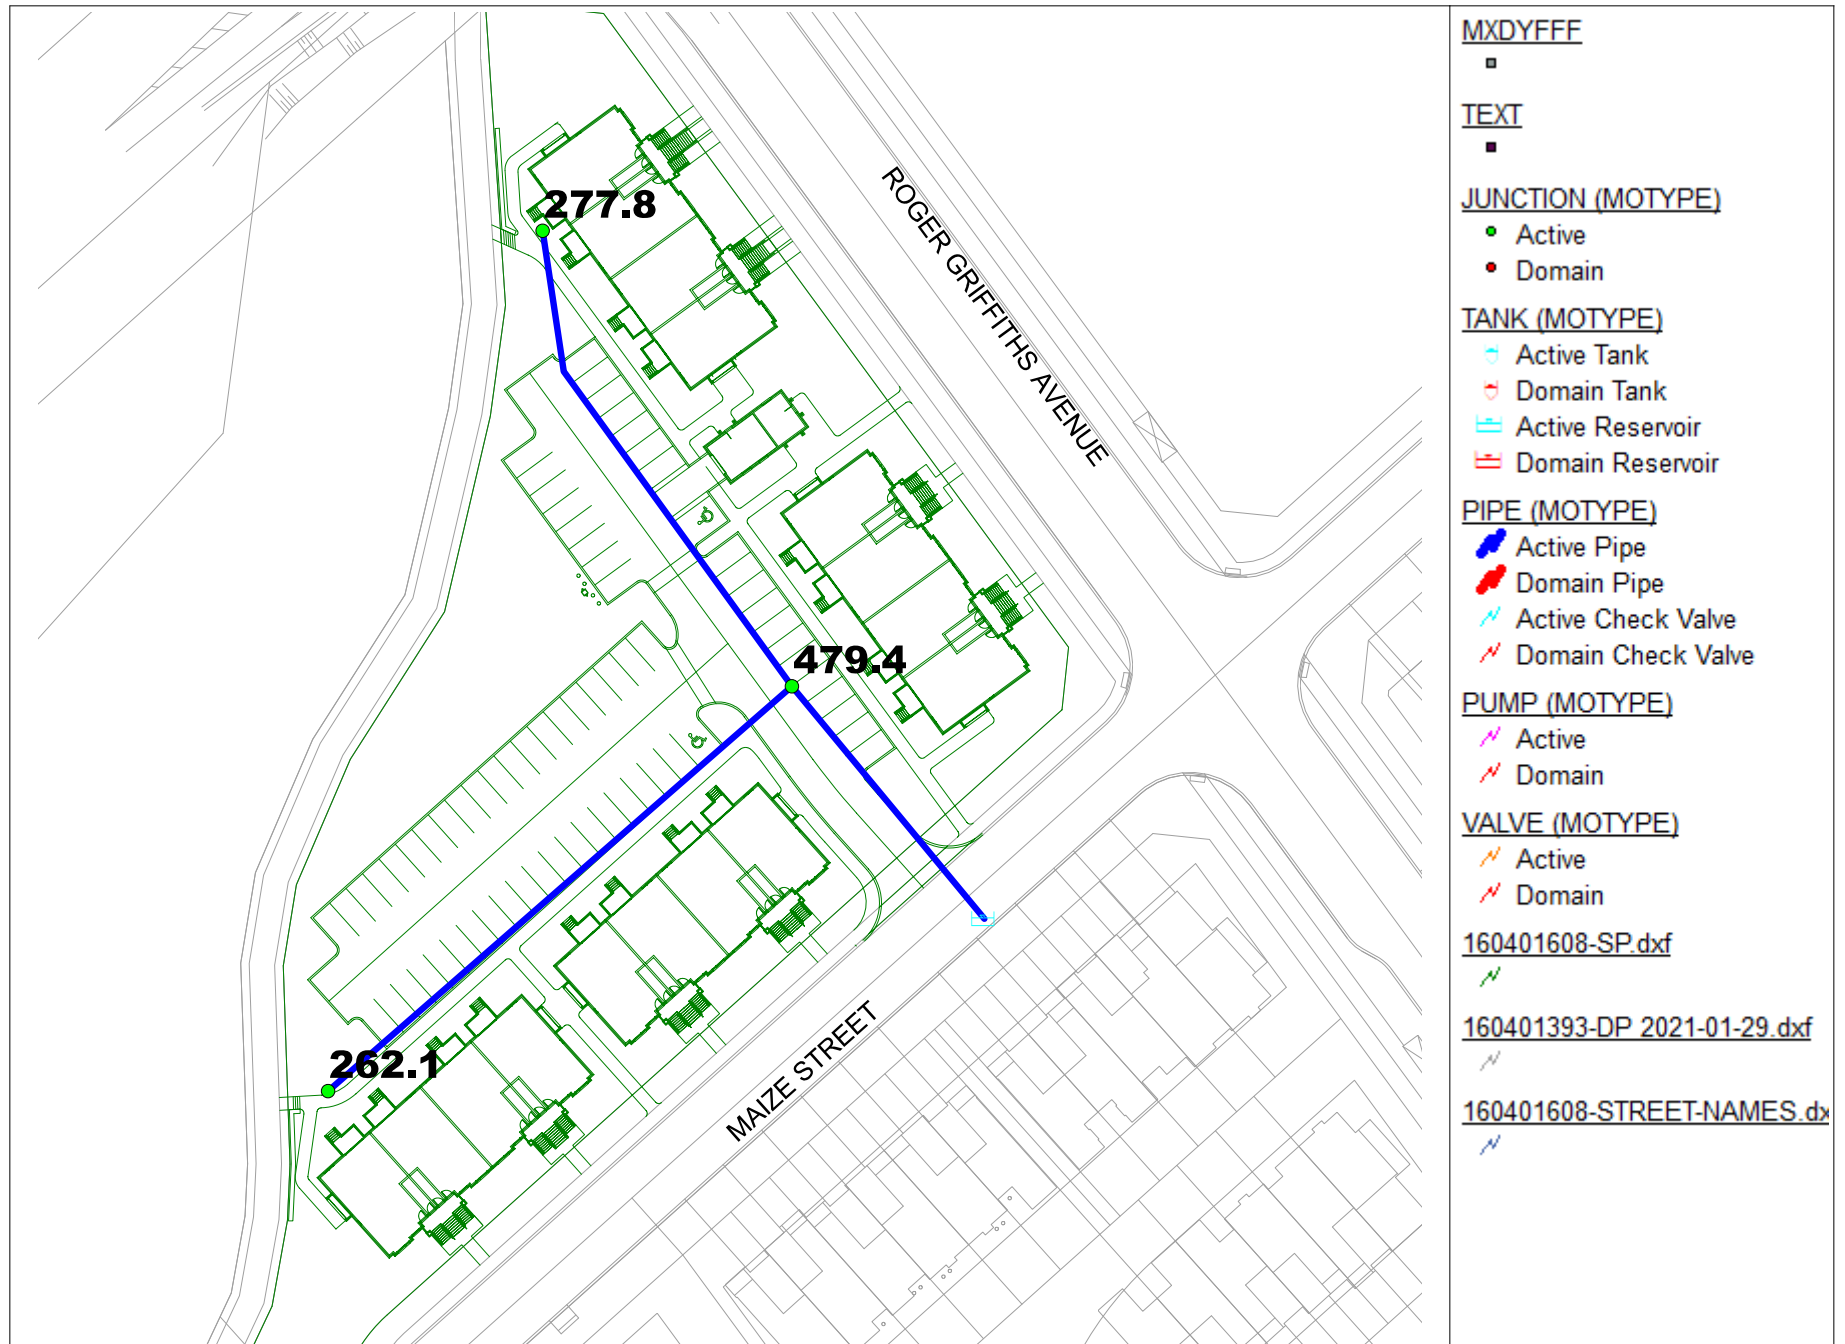 277.8
479.4
262.1
ROGER GRIFFITHS AVENUE
MAIZE STREET
MXDYFFF
TEXT
JUNCTION (MOTYPE)
Active
Domain
TANK (MOTYPE)
Active Tank
Domain Tank
Active Reservoir
Domain Reservoir
PIPE (MOTYPE)
Active Pipe
Domain Pipe
Active Check Valve
Domain Check Valve
PUMP (MOTYPE)
Active
Domain
VALVE (MOTYPE)
Active
Domain
160401608-SP.dxf
160401393-DP 2021-01-29.dxf
160401608-STREET-NAMES.dx